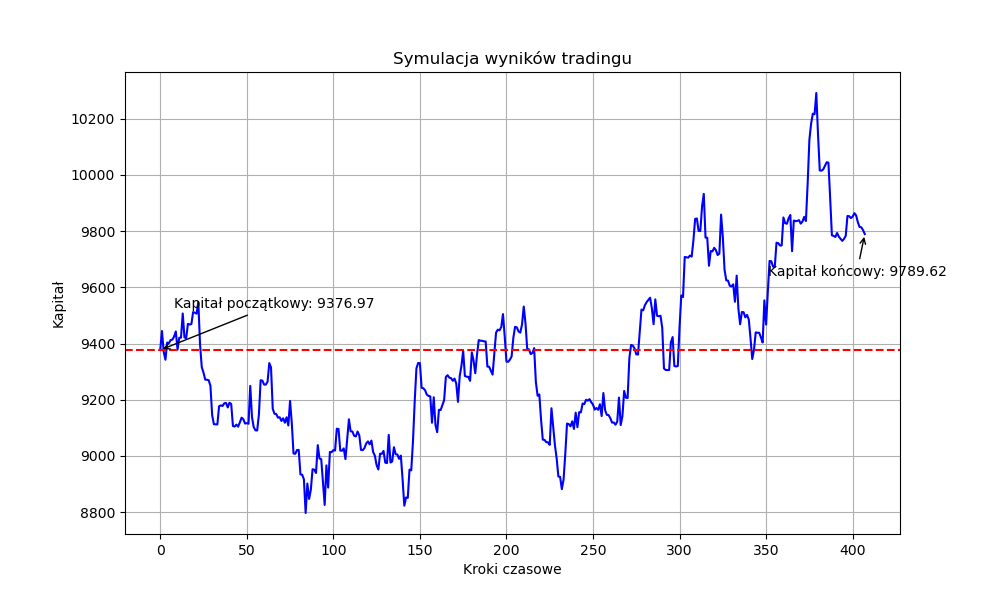 Symulacja wyników tradingu
Kapitał
10200
10000
9800
9600
9400
9200
9000
8800
Kapitał początkowy: 9376.97
Kapitał końcowy: 9789.62
0 50 100 150 200 250 300 350 400
Kroki czasowe